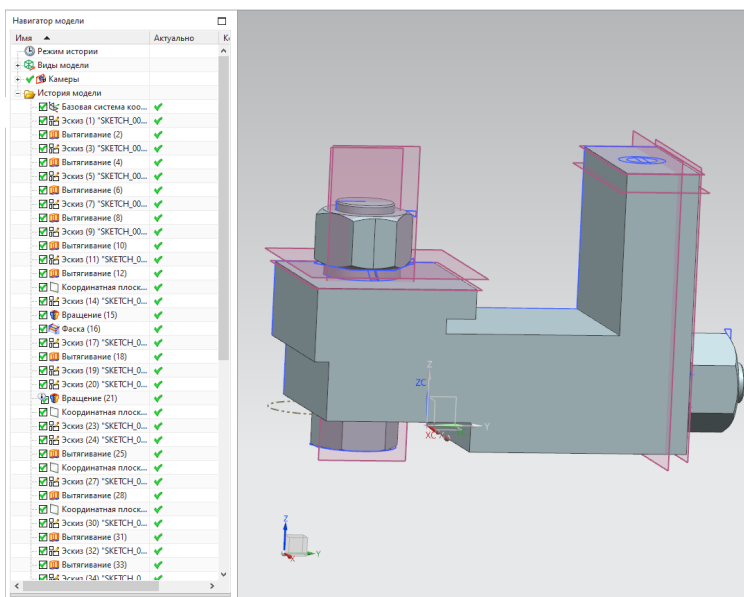 Навигатор модели
Имя Актуально Ко
Режим истории
Виды модели
Камеры
История модели
Базовая система коо...
Эскиз (1) "SKETCH_00...
Вытягивание (2)
Эскиз (3) "SKETCH_00...
Вытягивание (4)
Эскиз (5) "SKETCH_00...
Вытягивание (6)
Эскиз (7) "SKETCH_00...
Вытягивание (8)
Эскиз (9) "SKETCH_00...
Вытягивание (10)
Эскиз (11) "SKETCH_0...
Вытягивание (12)
Координатная плоск...
Эскиз (14) "SKETCH_0...
Вращение (15)
Фаска (16)
Эскиз (17) "SKETCH_0...
Вытягивание (18)
Эскиз (19) "SKETCH_0...
Эскиз (20) "SKETCH_0...
Вращение (21)
Координатная плоск...
Эскиз (23) "SKETCH_0...
Эскиз (24) "SKETCH_0...
Вытягивание (25)
Координатная плоск...
Эскиз (27) "SKETCH_0...
Вытягивание (28)
Координатная плоск...
Эскиз (30) "SKETCH_0...
Вытягивание (31)
Эскиз (32) "SKETCH_0...
Вытягивание (33)
Эскиз (34) "SKETCH_0...
Z
ZC
Y
XC
Z
Y
X